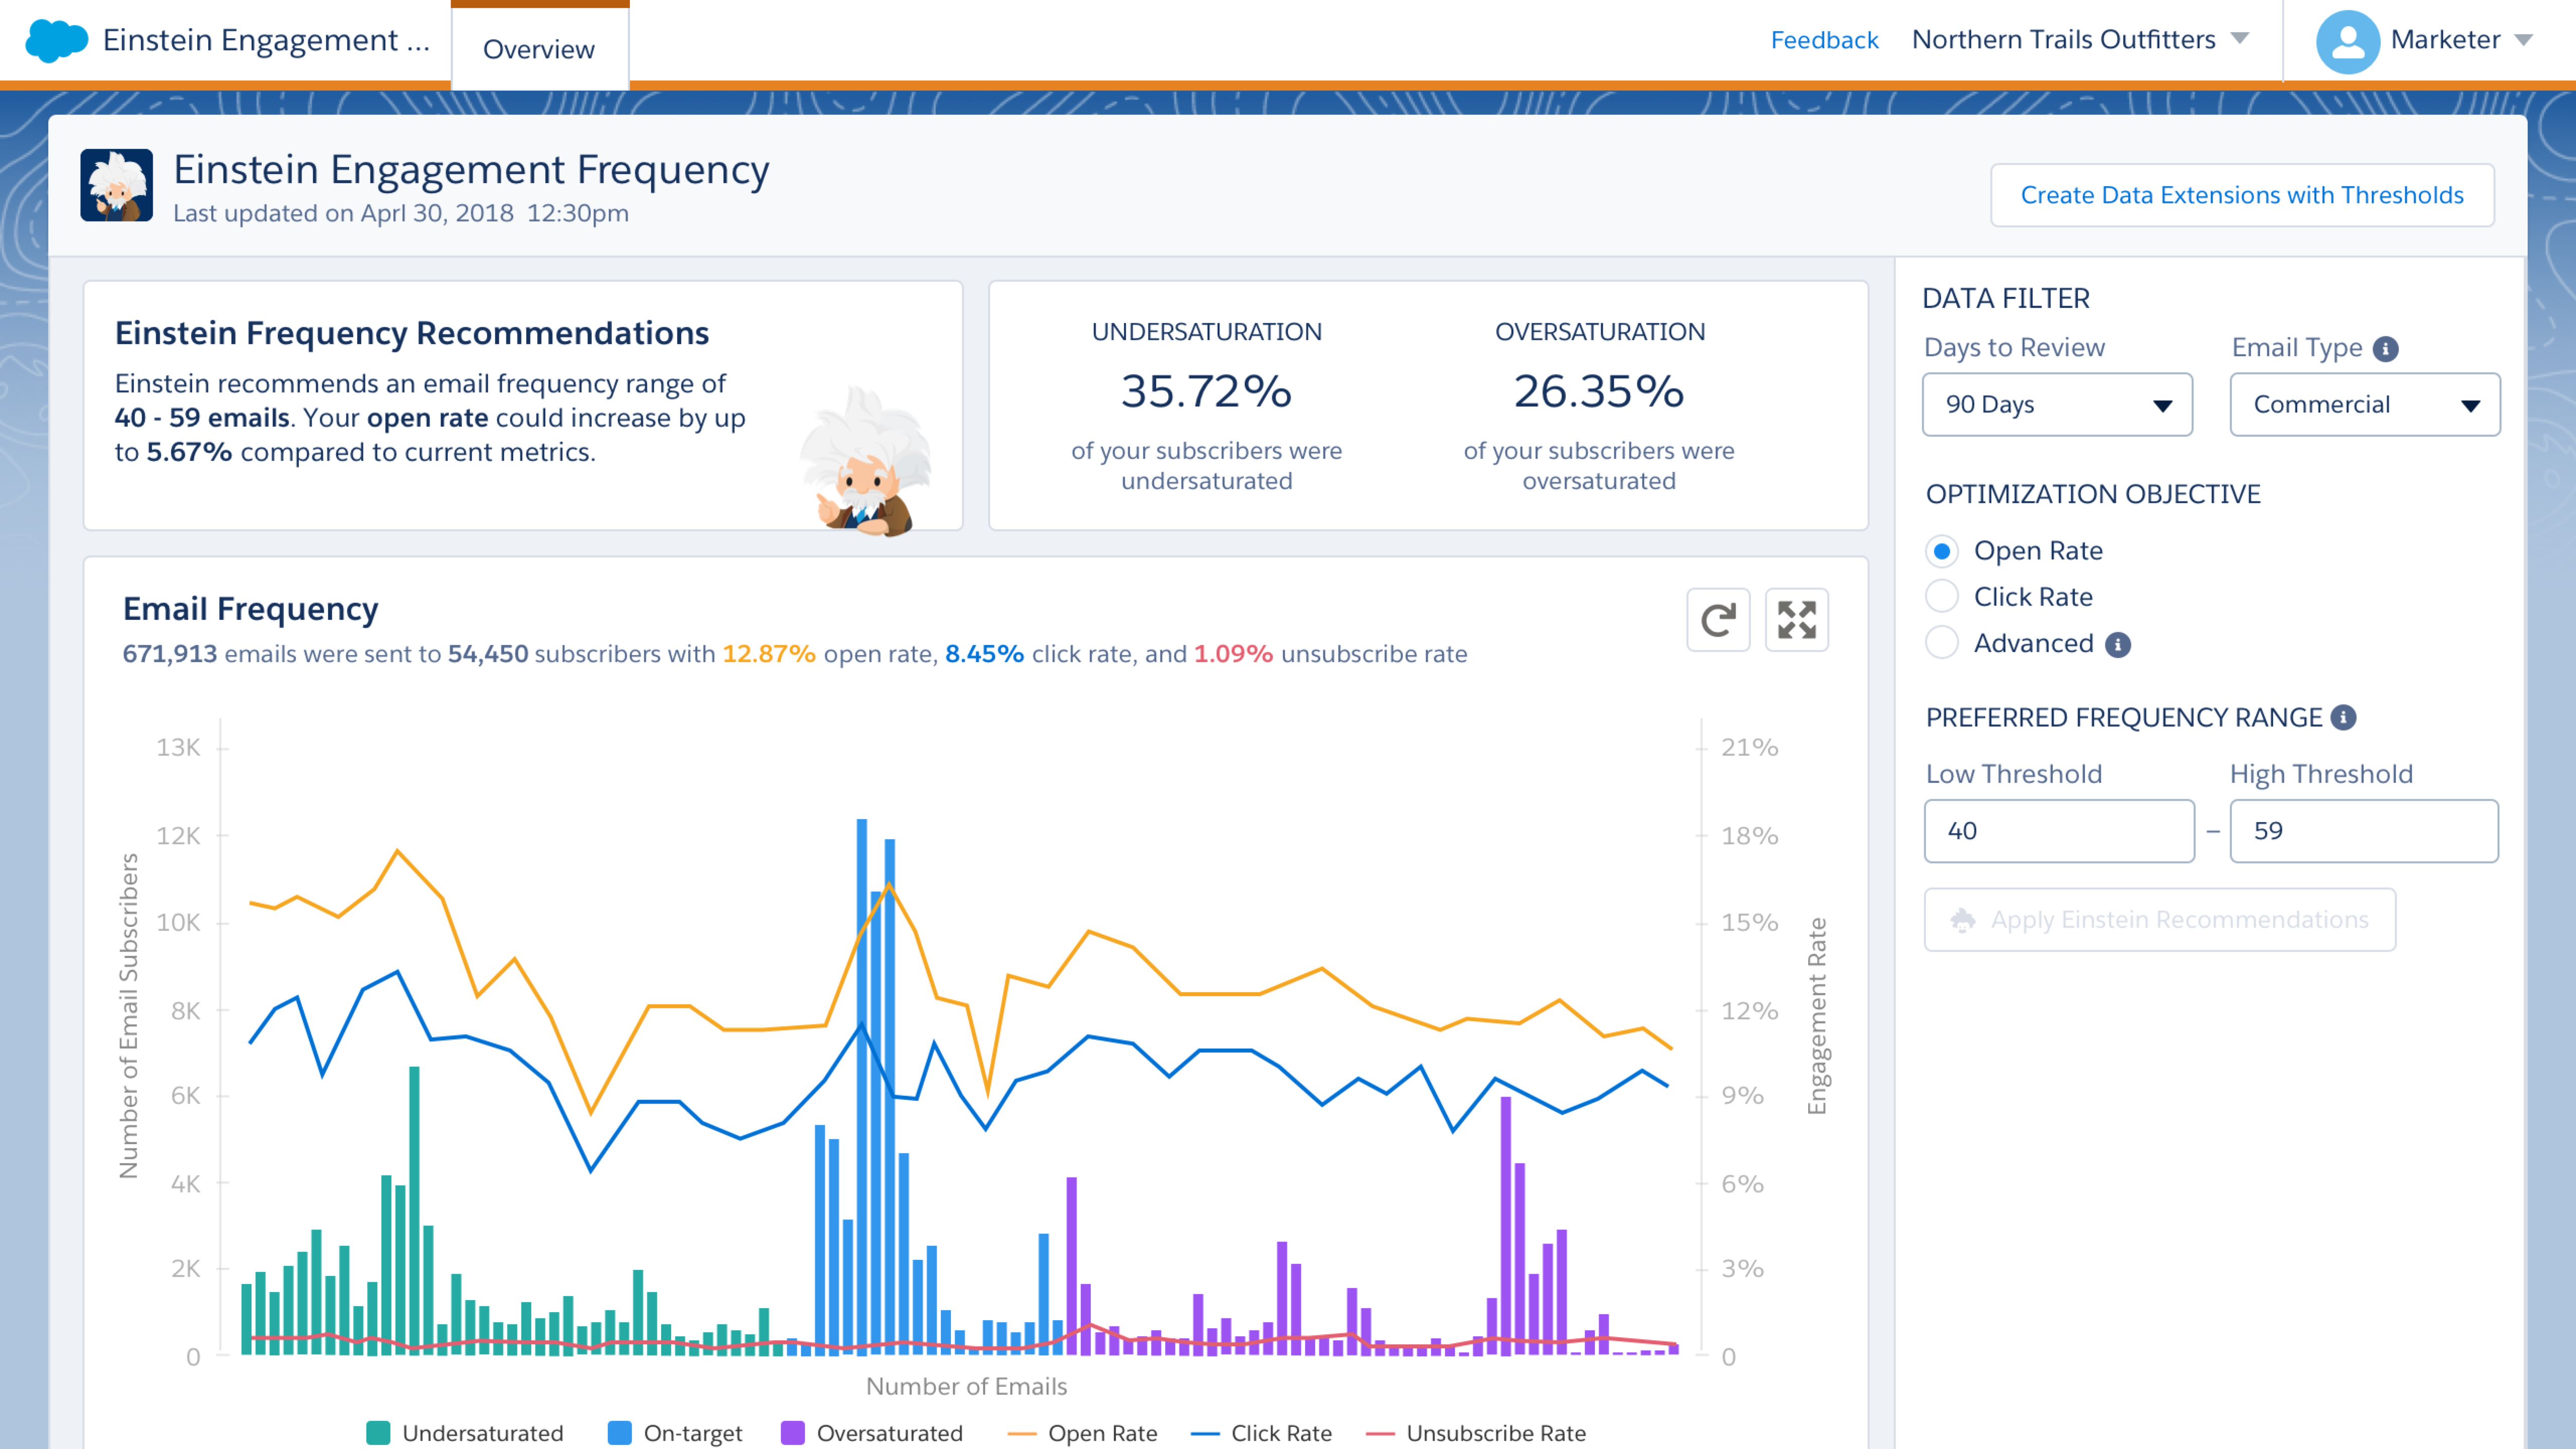 Einstein Engagement ...
Overview
Feedback
Northern Trails Outfitters
Marketer
Einstein Engagement Frequency
Last updated on Aprl 30, 2018 12:30pm
Create Data Extensions with Thresholds
Einstein Frequency Recommendations
Einstein recommends an email frequency range of
40 - 59 emails. Your open rate could increase by up
to 5.67% compared to current metrics.
UNDERSATURATION
35.72%
of your subscribers were
undersaturated
OVERSATURATION
26.35%
of your subscribers were
oversaturated
DATA FILTER
Days to Review
90 Days
Email Type
Commercial
OPTIMIZATION OBJECTIVE
Open Rate
Click Rate
Advanced
PREFERRED FREQUENCY RANGE
Low Threshold
High Threshold
40 – 59
Apply Einstein Recommendations
Email Frequency
671,913 emails were sent to 54,450 subscribers with 12.87% open rate, 8.45% click rate, and 1.09% unsubscribe rate
Number of Email Subscribers
13K
12K
10K
8K
6K
4K
2K
0
21%
18%
15%
12%
9%
6%
3%
0
Engagement Rate
Number of Emails
Undersaturated
On-target
Oversaturated
Open Rate
Click Rate
Unsubscribe Rate